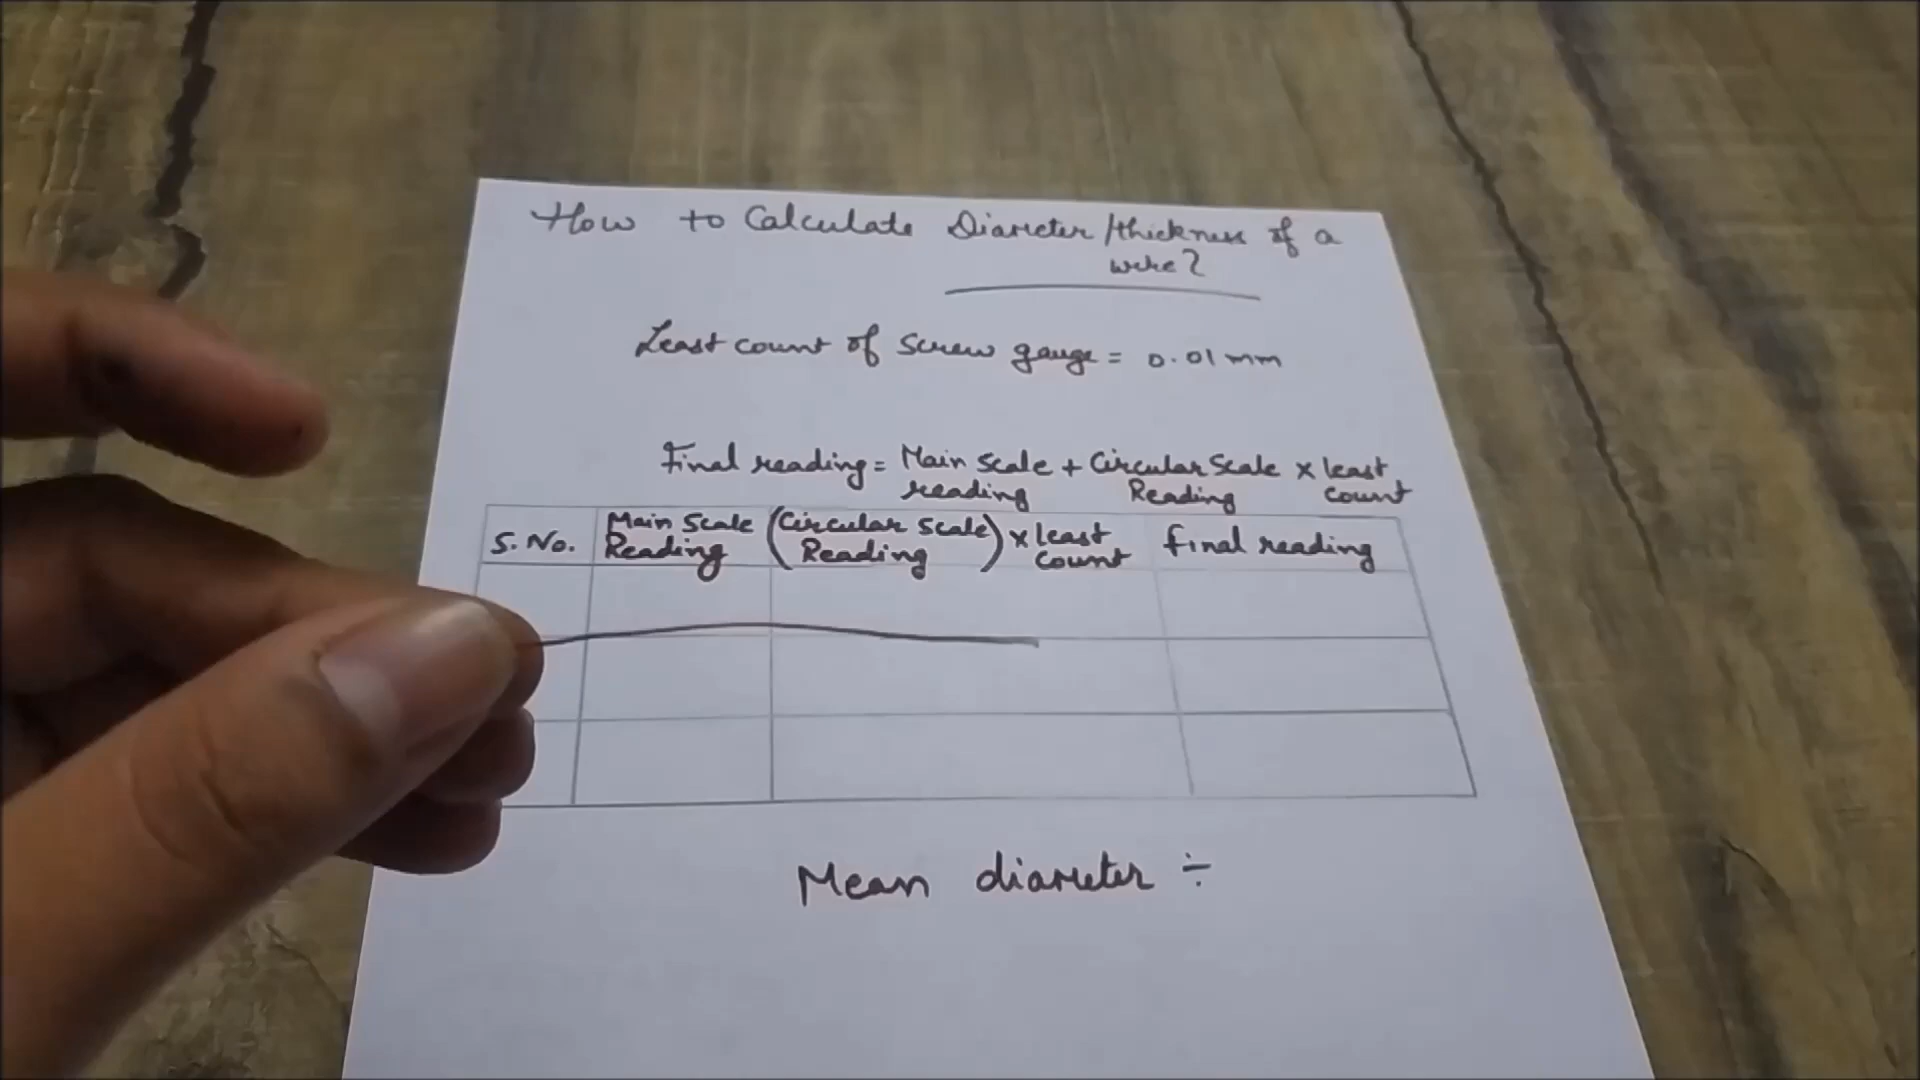 How to Calculate Diameter/thickness of a
wire?
Least count of Screw gauge = 0.01 mm
Final reading = Main Scale + Circular Scale × least
reading Reading count
S. No. Main Scale (Circular Scale) × least final reading
Reading Reading count
Mean diameter ÷